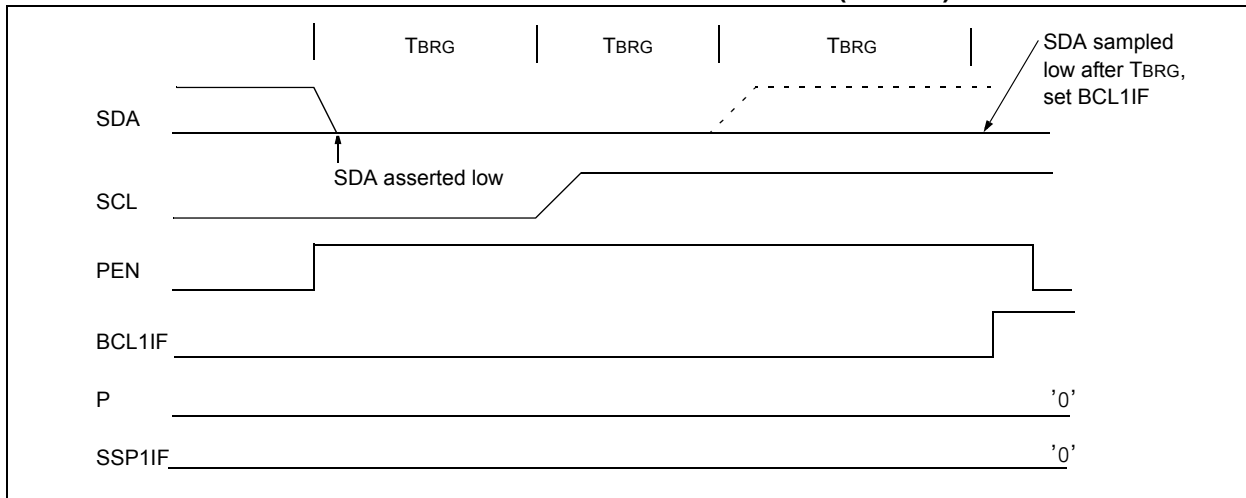 TBRG TBRG TBRG
SDA sampled
low after TBRG,
set BCL1IF
SDA
SDA asserted low
SCL
PEN
BCL1IF
P '0'
SSP1IF '0'